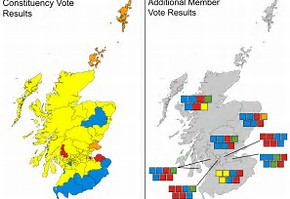 Constituency Vote
Results
Additional Member
Vote Results